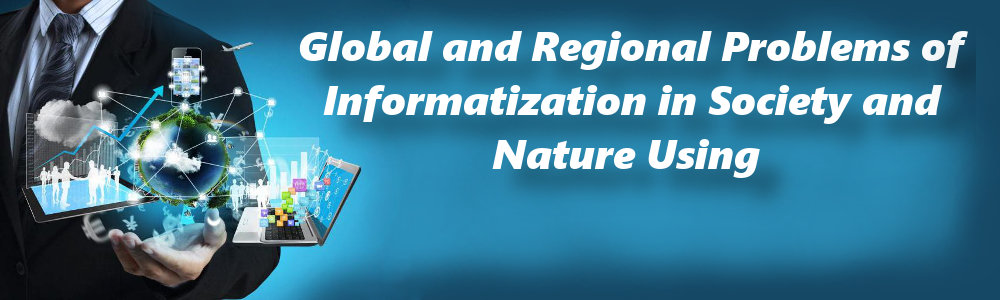 Global and Regional Problems of
Informatization in Society and
Nature Using